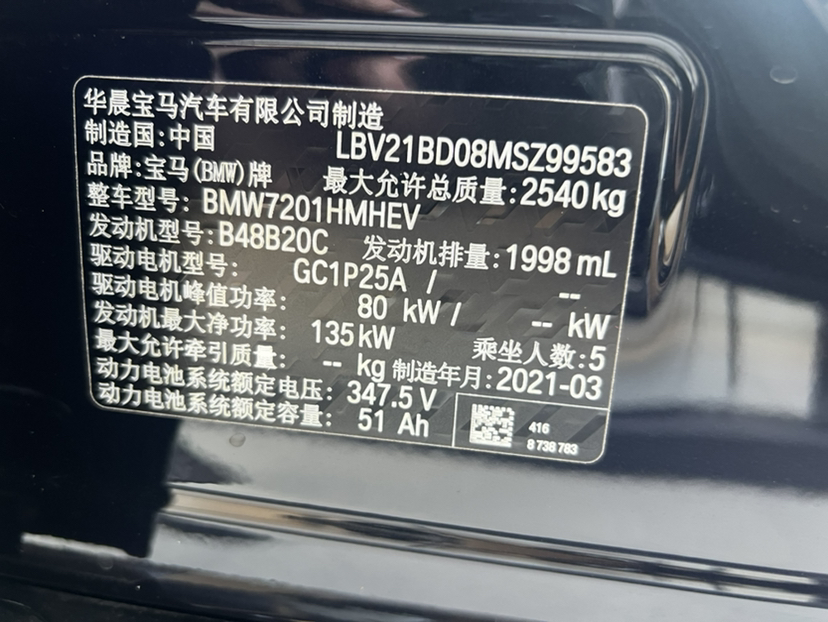 华晨宝马汽车有限公司制造
制造国:中国 LBV21BD08MSZ99583
品牌:宝马(BMW)牌 最大允许总质量:2540kg
整车型号: BMW7201HMHEV
发动机型号:B48B20C 发动机排量:1998 mL
驱动电机型号: GC1P25A / --
驱动电机峰值功率: 80 kW / -- kW
发动机最大净功率: 135kW 乘坐人数:5
最大允许牵引质量: -- kg 制造年月:2021-03
动力电池系统额定电压: 347.5 V
动力电池系统额定容量: 51 Ah
416
8 738 783